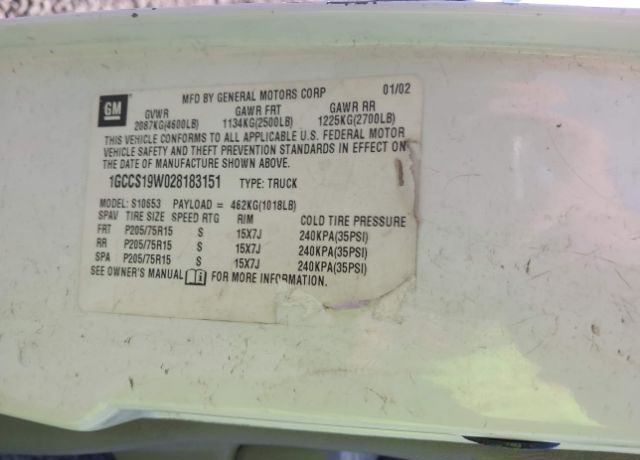 GM
MFD BY GENERAL MOTORS CORP 01/02
GVWR GAWR FRT GAWR RR
2087KG(4600LB) 1134KG(2500LB) 1225KG(2700LB)
THIS VEHICLE CONFORMS TO ALL APPLICABLE U.S. FEDERAL MOTOR
VEHICLE SAFETY AND THEFT PREVENTION STANDARDS IN EFFECT ON
THE DATE OF MANUFACTURE SHOWN ABOVE.
1GCCS19W028183151 TYPE: TRUCK
MODEL: S10653 PAYLOAD = 462KG(1018LB)
SPAV TIRE SIZE SPEED RTG RIM COLD TIRE PRESSURE
FRT P205/75R15 S 15X7J 240KPA(35PSI)
RR P205/75R15 S 15X7J 240KPA(35PSI)
SPA P205/75R15 S 15X7J 240KPA(35PSI)
SEE OWNER'S MANUAL FOR MORE INFORMATION.